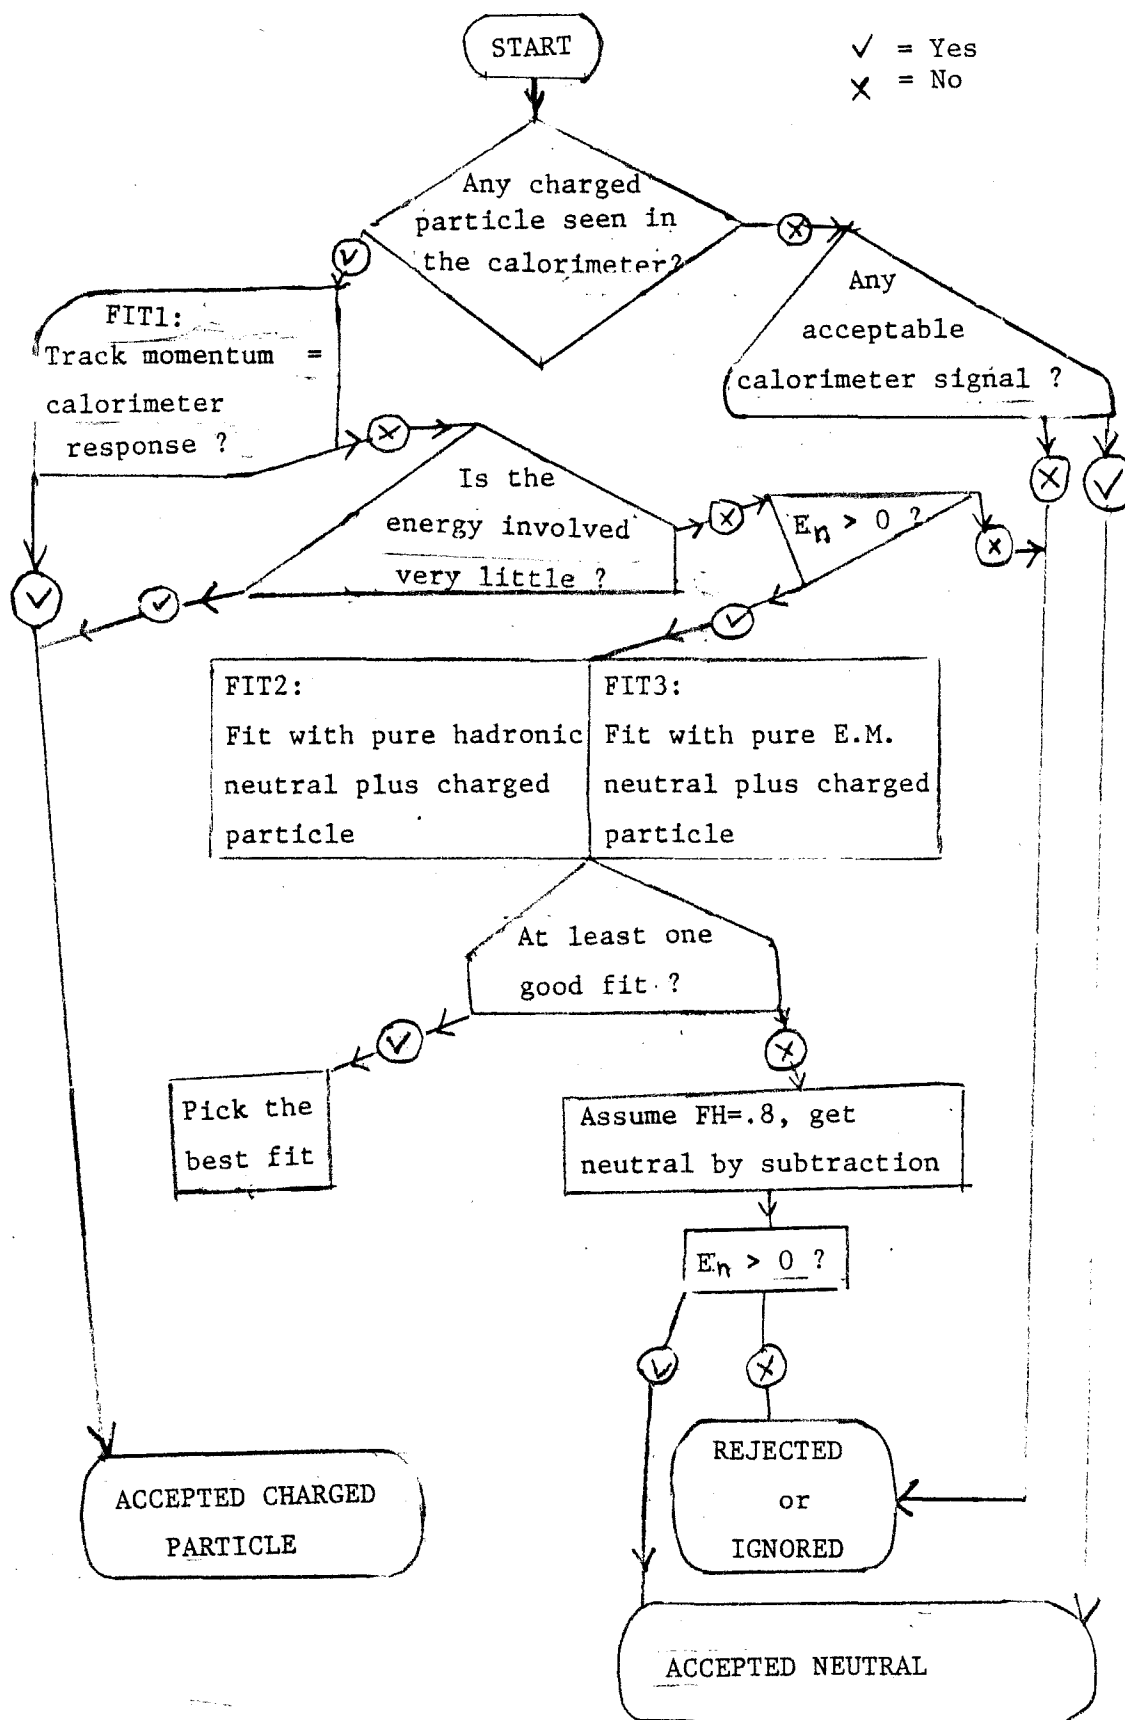 START
✓ = Yes
✗ = No
Any charged
particle seen in
the calorimeter?
Any
acceptable
calorimeter signal ?
FIT1:
Track momentum =
calorimeter
response ?
Is the
energy involved
very little ?
En > 0 ?
FIT2:
Fit with pure hadronic
neutral plus charged
particle
FIT3:
Fit with pure E.M.
neutral plus charged
particle
At least one
good fit ?
Pick the
best fit
Assume FH=.8, get
neutral by subtraction
En > 0 ?
REJECTED
or
IGNORED
ACCEPTED CHARGED
PARTICLE
ACCEPTED NEUTRAL